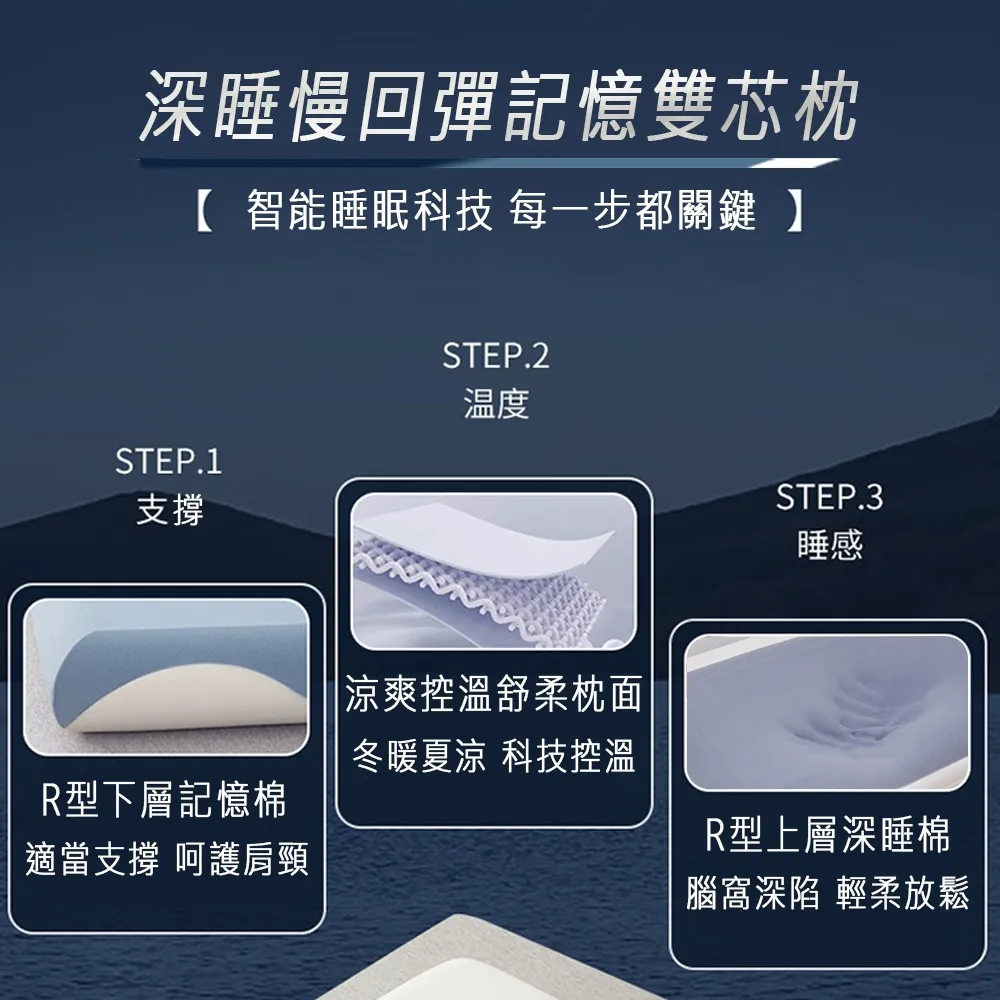 深睡慢回彈記憶雙芯枕
【 智能睡眠科技 每一步都關鍵 】
STEP.1
支撐
R型下層記憶棉
適當支撐 呵護肩頸
STEP.2
温度
涼爽控溫舒柔枕面
冬暖夏涼 科技控溫
STEP.3
睡感
R型上層深睡棉
腦窩深陷 輕柔放鬆